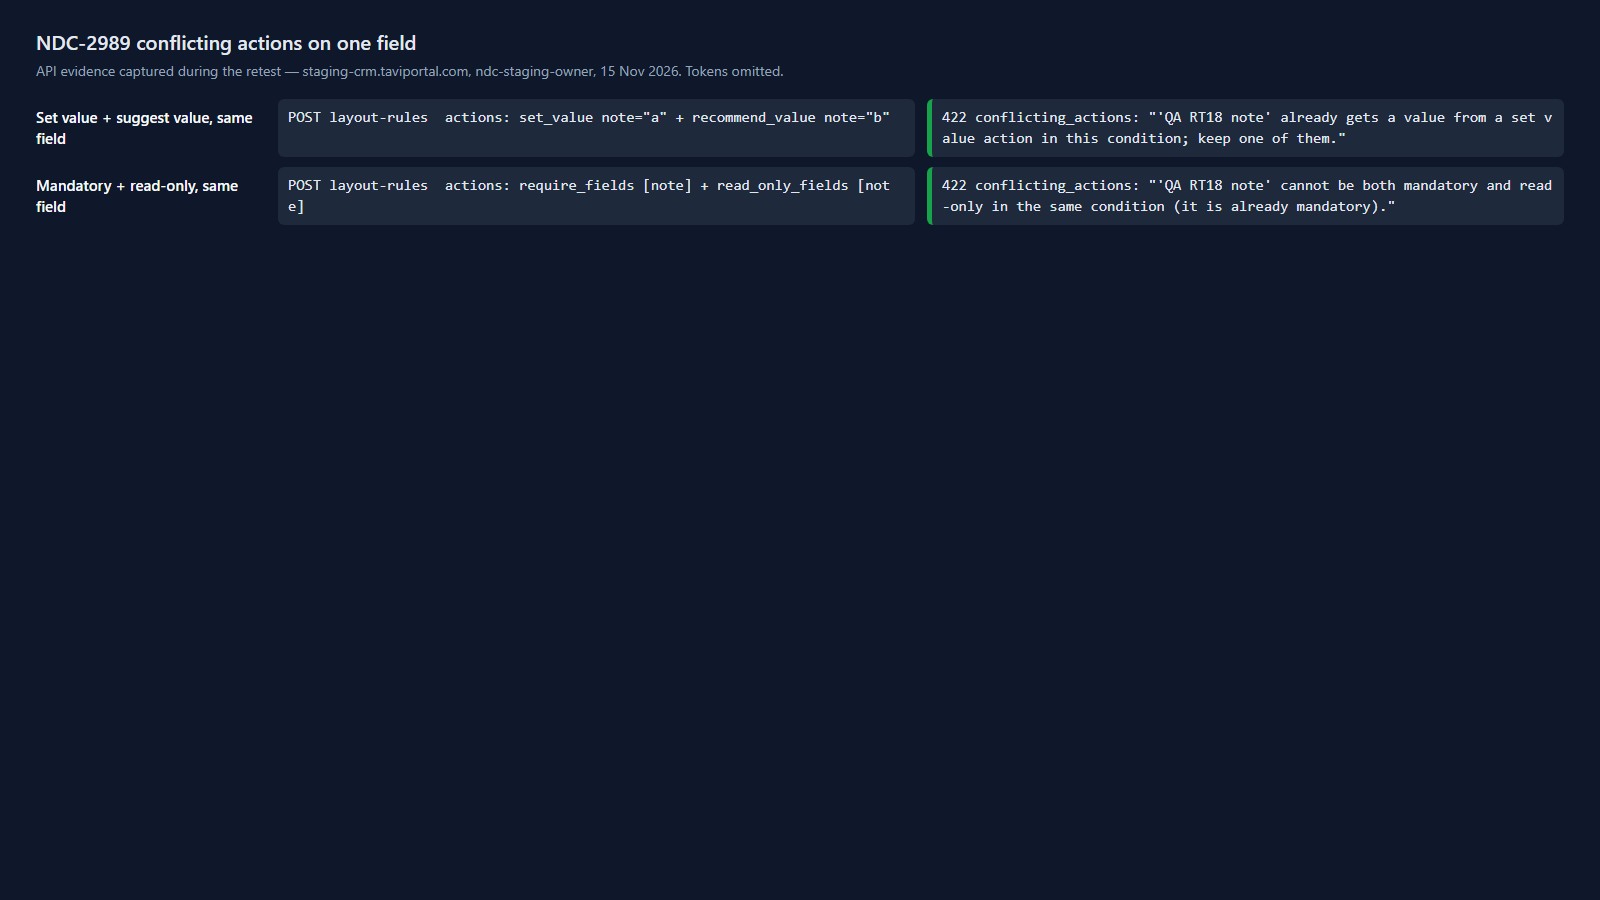 NDC-2989 conflicting actions on one field
API evidence captured during the retest — staging-crm.taviportal.com, ndc-staging-owner, 15 Nov 2026. Tokens omitted.
Set value + suggest value, same
field
POST layout-rules  actions: set_value note="a" + recommend_value note="b"
422 conflicting_actions: "'QA RT18 note' already gets a value from a set v
alue action in this condition; keep one of them."
Mandatory + read-only, same
field
POST layout-rules  actions: require_fields [note] + read_only_fields [not
e]
422 conflicting_actions: "'QA RT18 note' cannot be both mandatory and read
-only in the same condition (it is already mandatory)."